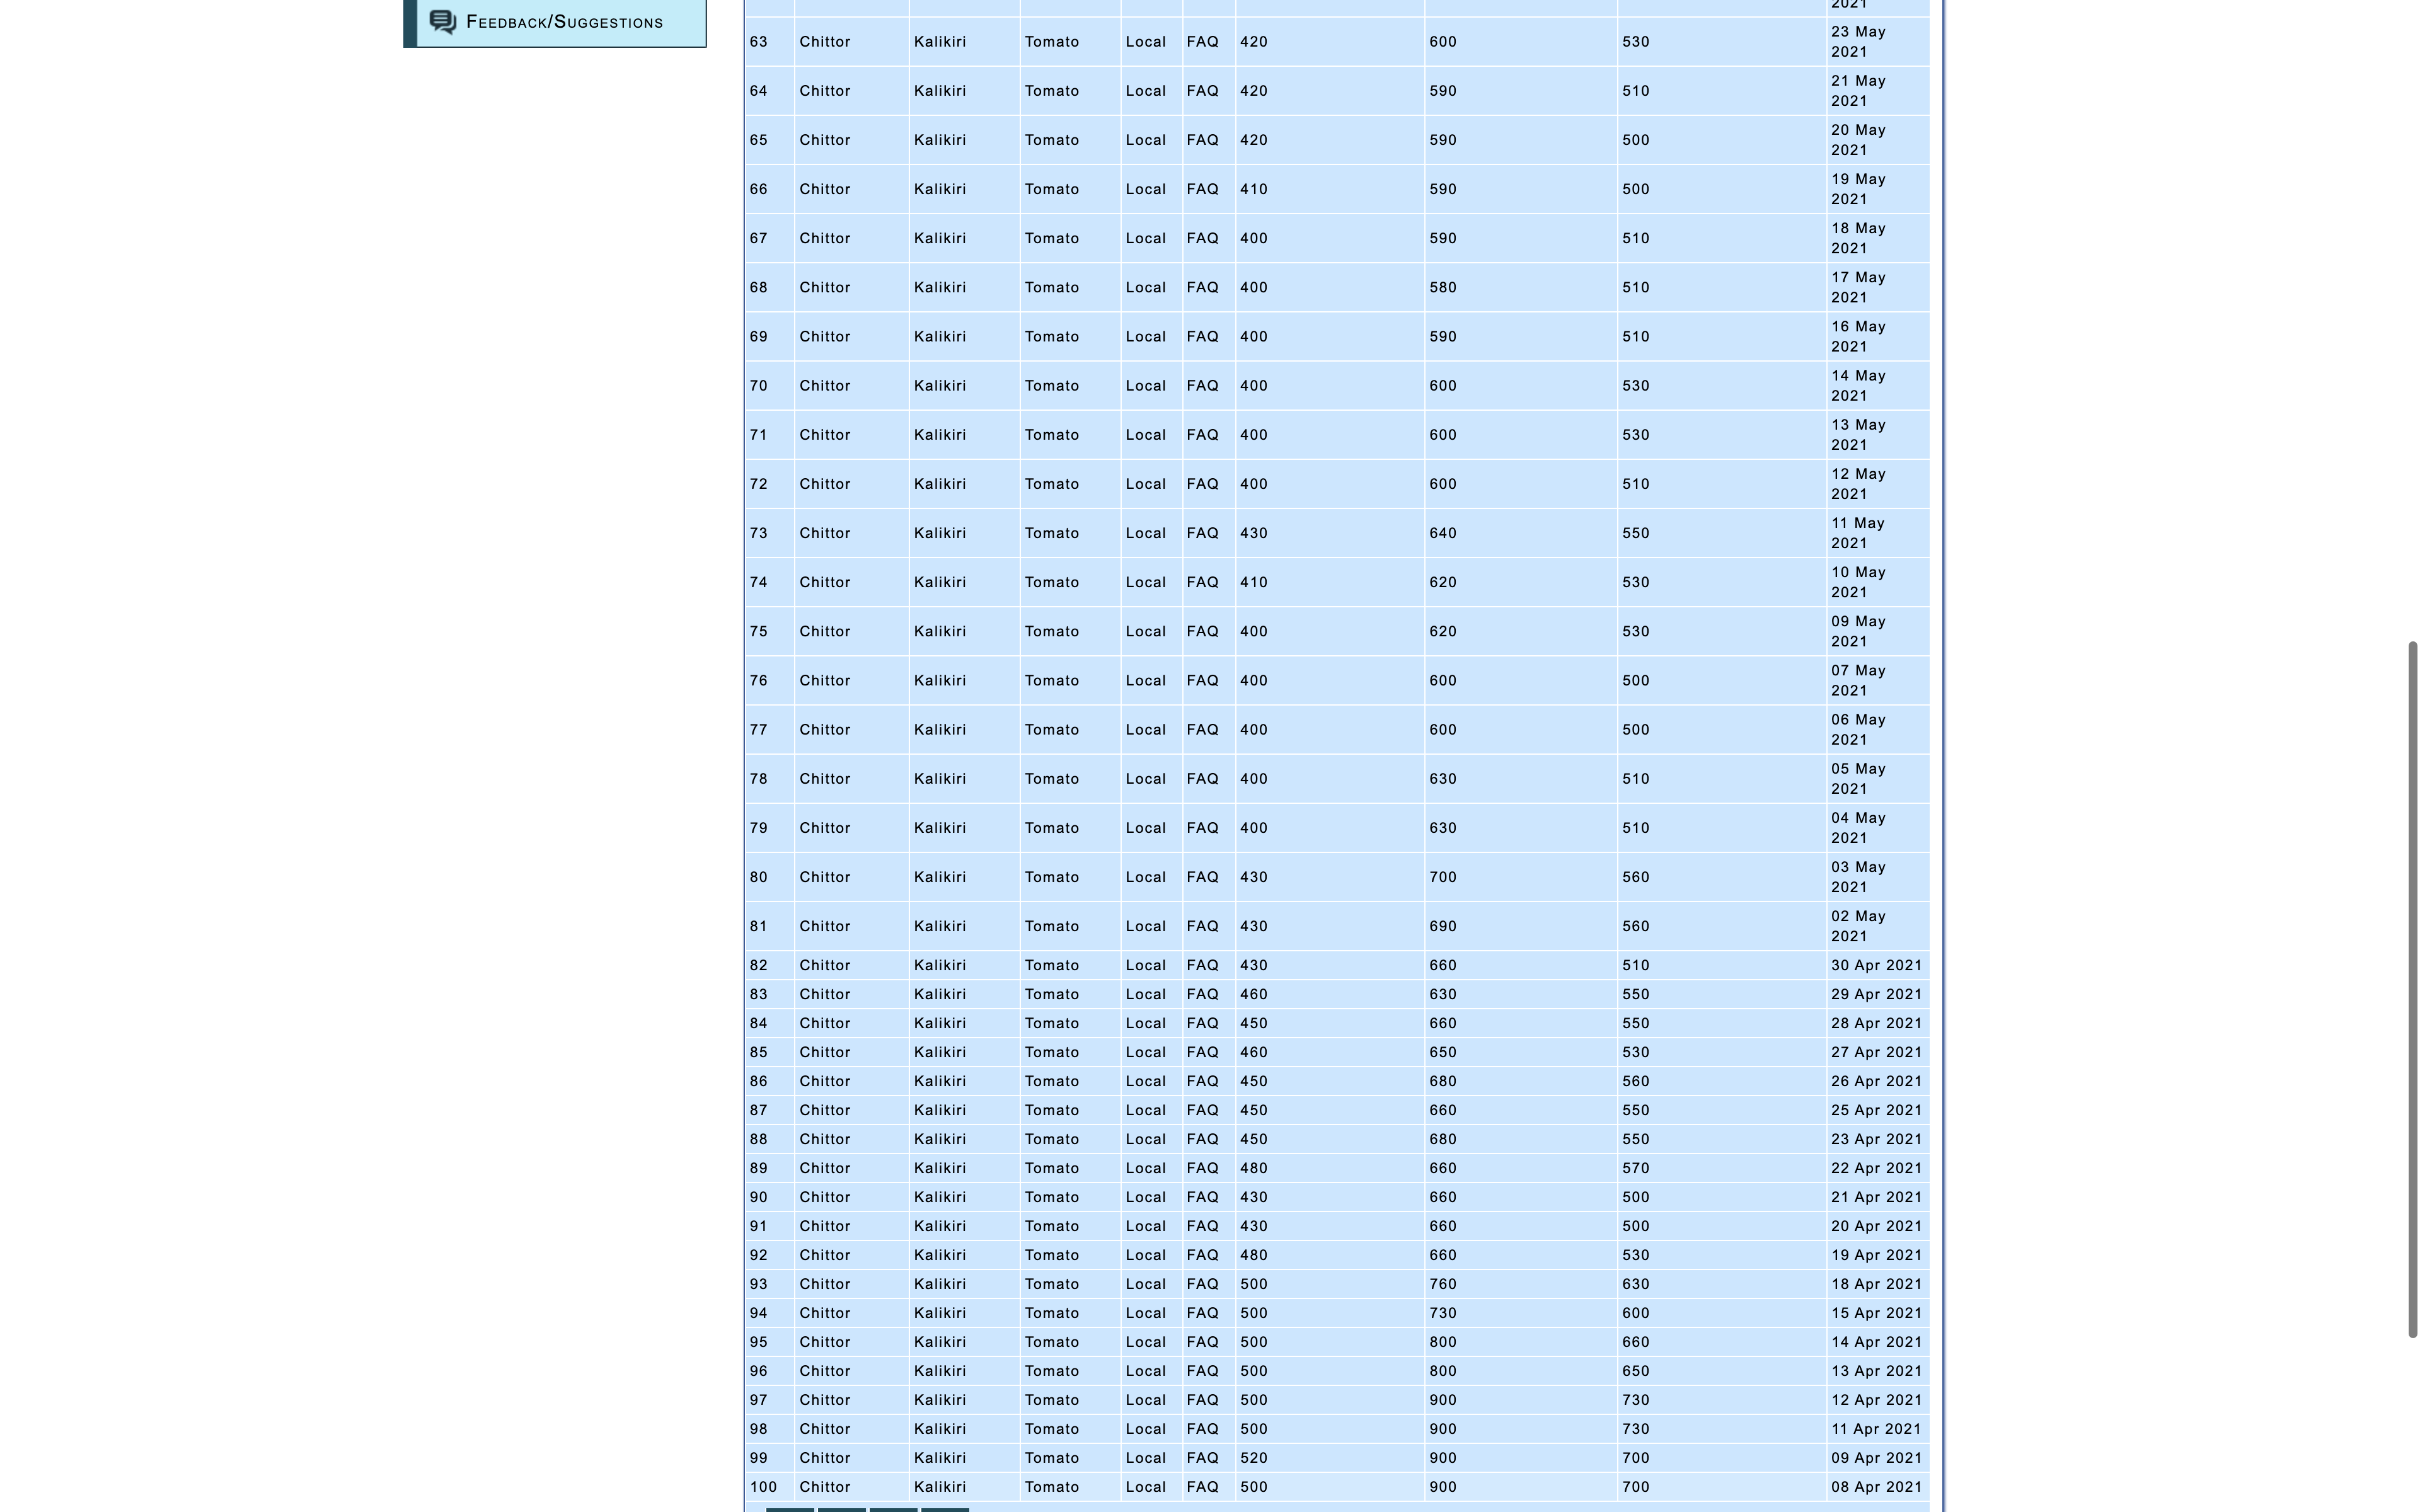 FEEDBACK/SUGGESTIONS
2021
63 Chittor Kalikiri Tomato Local FAQ 420 600 530 23 May 2021
64 Chittor Kalikiri Tomato Local FAQ 420 590 510 21 May 2021
65 Chittor Kalikiri Tomato Local FAQ 420 590 500 20 May 2021
66 Chittor Kalikiri Tomato Local FAQ 410 590 500 19 May 2021
67 Chittor Kalikiri Tomato Local FAQ 400 590 510 18 May 2021
68 Chittor Kalikiri Tomato Local FAQ 400 580 510 17 May 2021
69 Chittor Kalikiri Tomato Local FAQ 400 590 510 16 May 2021
70 Chittor Kalikiri Tomato Local FAQ 400 600 530 14 May 2021
71 Chittor Kalikiri Tomato Local FAQ 400 600 530 13 May 2021
72 Chittor Kalikiri Tomato Local FAQ 400 600 510 12 May 2021
73 Chittor Kalikiri Tomato Local FAQ 430 640 550 11 May 2021
74 Chittor Kalikiri Tomato Local FAQ 410 620 530 10 May 2021
75 Chittor Kalikiri Tomato Local FAQ 400 620 530 09 May 2021
76 Chittor Kalikiri Tomato Local FAQ 400 600 500 07 May 2021
77 Chittor Kalikiri Tomato Local FAQ 400 600 500 06 May 2021
78 Chittor Kalikiri Tomato Local FAQ 400 630 510 05 May 2021
79 Chittor Kalikiri Tomato Local FAQ 400 630 510 04 May 2021
80 Chittor Kalikiri Tomato Local FAQ 430 700 560 03 May 2021
81 Chittor Kalikiri Tomato Local FAQ 430 690 560 02 May 2021
82 Chittor Kalikiri Tomato Local FAQ 430 660 510 30 Apr 2021
83 Chittor Kalikiri Tomato Local FAQ 460 630 550 29 Apr 2021
84 Chittor Kalikiri Tomato Local FAQ 450 660 550 28 Apr 2021
85 Chittor Kalikiri Tomato Local FAQ 460 650 530 27 Apr 2021
86 Chittor Kalikiri Tomato Local FAQ 450 680 560 26 Apr 2021
87 Chittor Kalikiri Tomato Local FAQ 450 660 550 25 Apr 2021
88 Chittor Kalikiri Tomato Local FAQ 450 680 550 23 Apr 2021
89 Chittor Kalikiri Tomato Local FAQ 480 660 570 22 Apr 2021
90 Chittor Kalikiri Tomato Local FAQ 430 660 500 21 Apr 2021
91 Chittor Kalikiri Tomato Local FAQ 430 660 500 20 Apr 2021
92 Chittor Kalikiri Tomato Local FAQ 480 660 530 19 Apr 2021
93 Chittor Kalikiri Tomato Local FAQ 500 760 630 18 Apr 2021
94 Chittor Kalikiri Tomato Local FAQ 500 730 600 15 Apr 2021
95 Chittor Kalikiri Tomato Local FAQ 500 800 660 14 Apr 2021
96 Chittor Kalikiri Tomato Local FAQ 500 800 650 13 Apr 2021
97 Chittor Kalikiri Tomato Local FAQ 500 900 730 12 Apr 2021
98 Chittor Kalikiri Tomato Local FAQ 500 900 730 11 Apr 2021
99 Chittor Kalikiri Tomato Local FAQ 520 900 700 09 Apr 2021
100 Chittor Kalikiri Tomato Local FAQ 500 900 700 08 Apr 2021